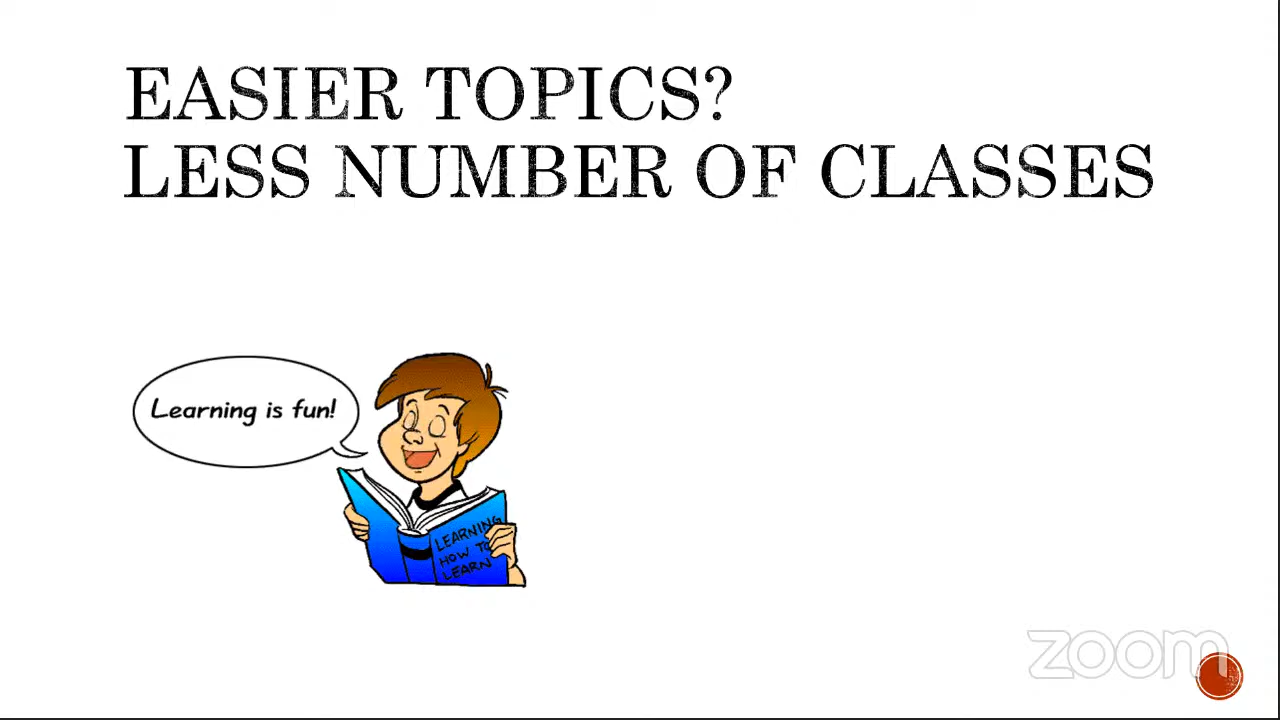 EASIER TOPICS?
LESS NUMBER OF CLASSES
Learning is fun!
LEARNING
HOW TO
LEARN
zoom